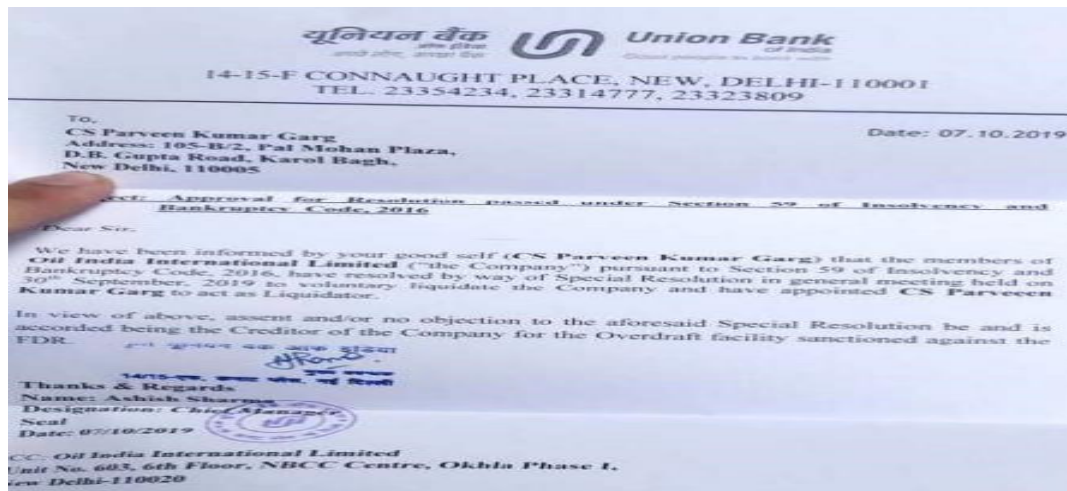 यूनियन बैंक
ऑफ इंडिया
Union Bank
of India
14-15-F CONNAUGHT PLACE, NEW, DELHI-110001
TEL. 23354234, 23314777, 23323809
To,
CS Parveen Kumar Garg
Date: 07.10.2019
Address: 105-B/2, Pal Mohan Plaza,
D.B. Gupta Road, Karol Bagh,
New Delhi, 110005
Approval for Resolution passed under Section 59 of Insolvency and
Bankruptcy Code, 2016
Dear Sir,
We have been informed by your good self (CS Parveen Kumar Garg) that the members of
Oil India International Limited ("the Company") pursuant to Section 59 of Insolvency and
Bankruptcy Code, 2016, have resolved by way of Special Resolution in general meeting held on
30th September, 2019 to voluntary liquidate the Company and have appointed CS Parveeen
Kumar Garg to act as Liquidator.
In view of above, assent and/or no objection to the aforesaid Special Resolution be and is
accorded being the Creditor of the Company for the Overdraft facility sanctioned against the
FDR.
Thanks & Regards
Name: Ashish Sharma
Designation: Chief Manager
Seal
Date: 07/10/2019
CC: Oil India International Limited
Unit No. 603, 6th Floor, NBCC Centre, Okhla Phase I,
New Delhi-110020